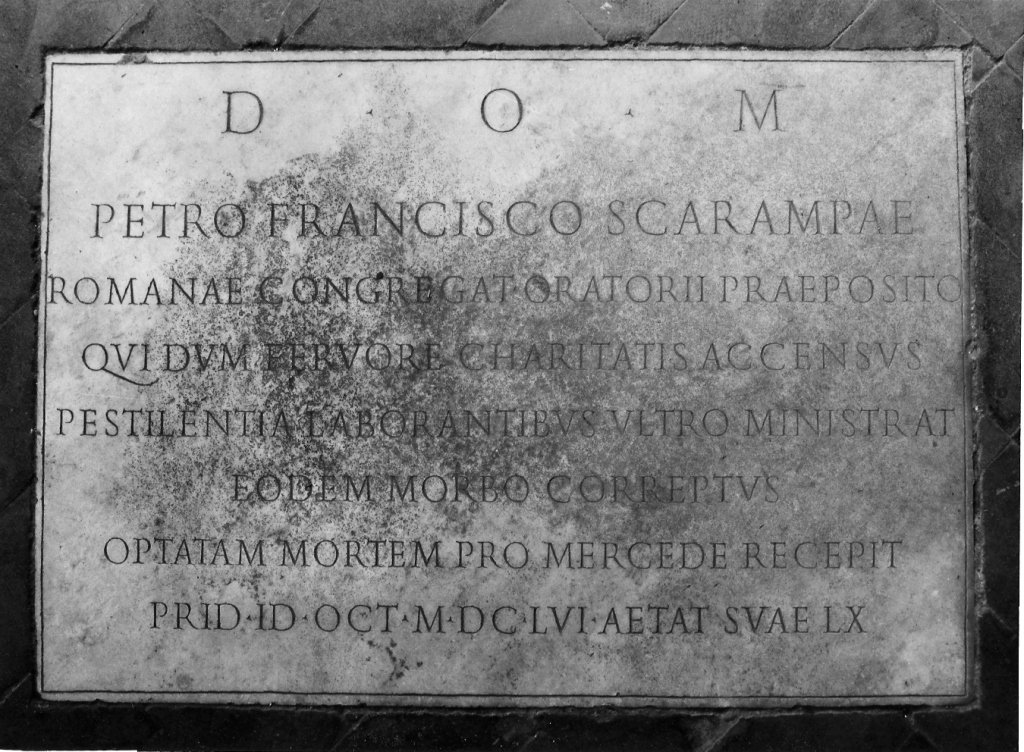 D · O · M
PETRO FRANCISCO SCARAMPAE
ROMANAE CONGREGAT·ORATORII PRAEPOSITO
QVI DVM FERVORE CHARITATIS ACCENSVS
PESTILENTIA LABORANTIBVS VLTRO MINISTRAT
EODEM MORBO CORREPTVS
OPTATAM MORTEM PRO MERCEDE RECEPIT
PRID·ID·OCT·M·DC·LVI·AETAT SVAE LX